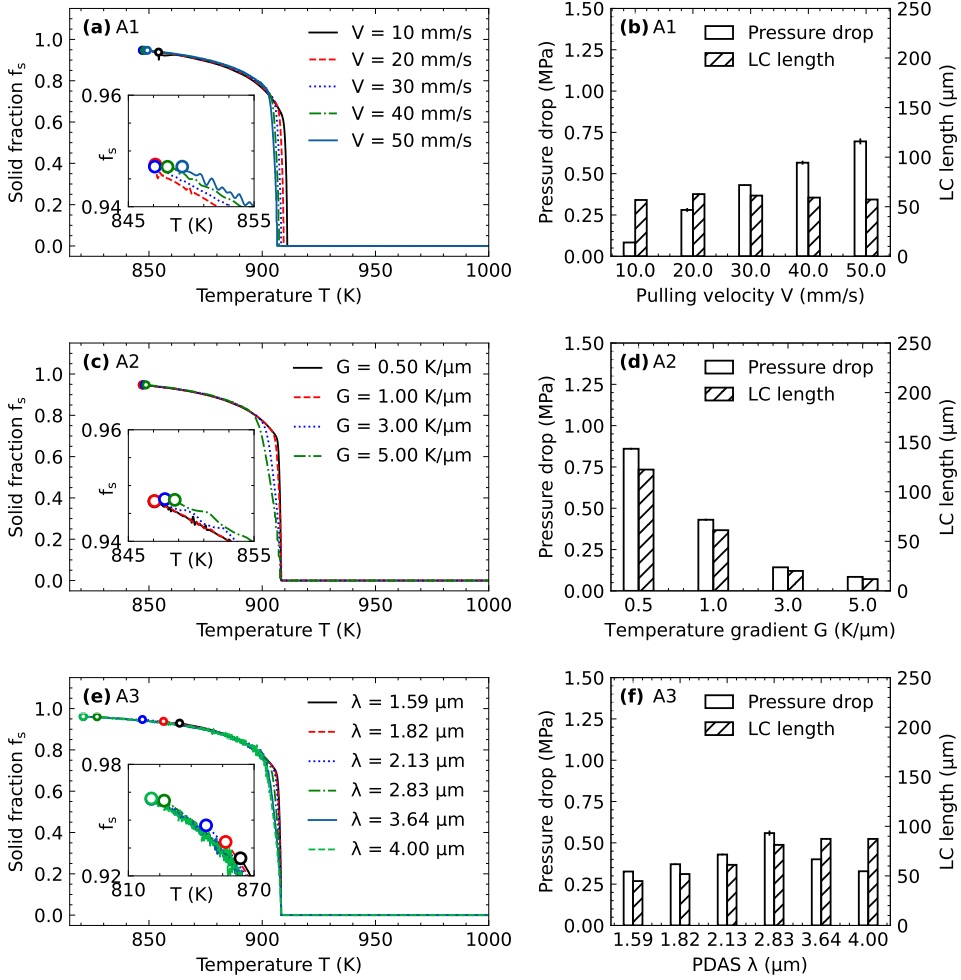 (a) A1
V = 10 mm/s
V = 20 mm/s
V = 30 mm/s
V = 40 mm/s
V = 50 mm/s
Solid fraction fs
1.0
0.8
0.6
0.4
0.2
0.0
0.96
fs
0.94
845 T (K) 855
850 900 950 1000
Temperature T (K)
(b) A1
Pressure drop
LC length
Pressure drop (MPa)
1.50
1.25
1.00
0.75
0.50
0.25
0.00
LC length (μm)
250
200
150
100
50
0
10.0 20.0 30.0 40.0 50.0
Pulling velocity V (mm/s)
(c) A2
G = 0.50 K/μm
G = 1.00 K/μm
G = 3.00 K/μm
G = 5.00 K/μm
Solid fraction fs
1.0
0.8
0.6
0.4
0.2
0.0
0.96
fs
0.94
845 T (K) 855
850 900 950 1000
Temperature T (K)
(d) A2
Pressure drop
LC length
Pressure drop (MPa)
1.50
1.25
1.00
0.75
0.50
0.25
0.00
LC length (μm)
250
200
150
100
50
0
0.5 1.0 3.0 5.0
Temperature gradient G (K/μm)
(e) A3
λ = 1.59 μm
λ = 1.82 μm
λ = 2.13 μm
λ = 2.83 μm
λ = 3.64 μm
λ = 4.00 μm
Solid fraction fs
1.0
0.8
0.6
0.4
0.2
0.0
0.98
fs
0.92
810 T (K) 870
850 900 950 1000
Temperature T (K)
(f) A3
Pressure drop
LC length
Pressure drop (MPa)
1.50
1.25
1.00
0.75
0.50
0.25
0.00
LC length (μm)
250
200
150
100
50
0
1.59 1.82 2.13 2.83 3.64 4.00
PDAS λ (μm)